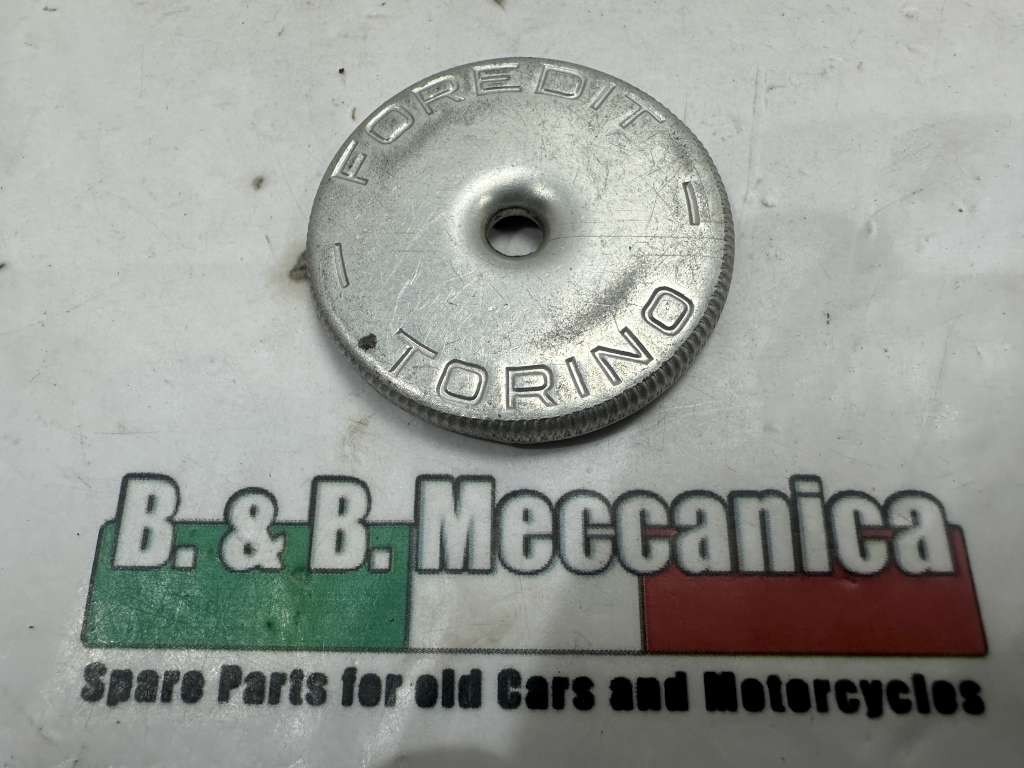 FOREDIT
TORINO
B. & B. Meccanica
Spare Parts for old Cars and Motorcycles